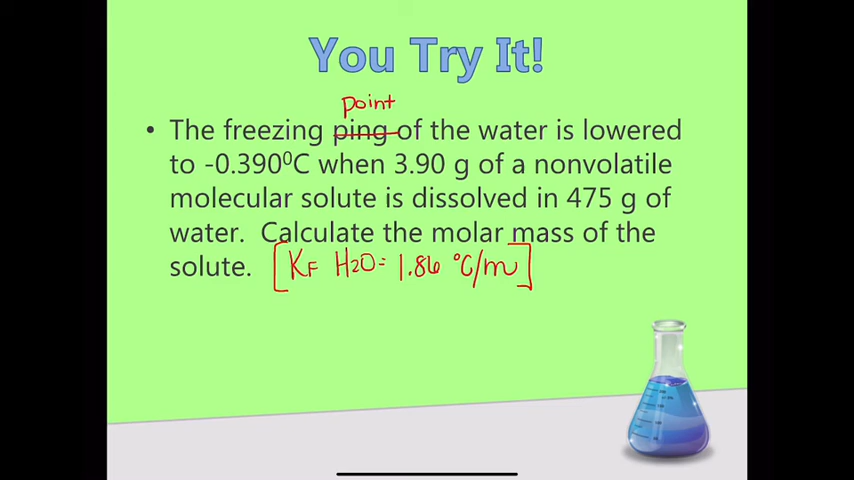 You Try It!
point
• The freezing ping of the water is lowered
to -0.390⁰C when 3.90 g of a nonvolatile
molecular solute is dissolved in 475 g of
water. Calculate the molar mass of the
solute. [KF H2O= 1.86 °C/m]